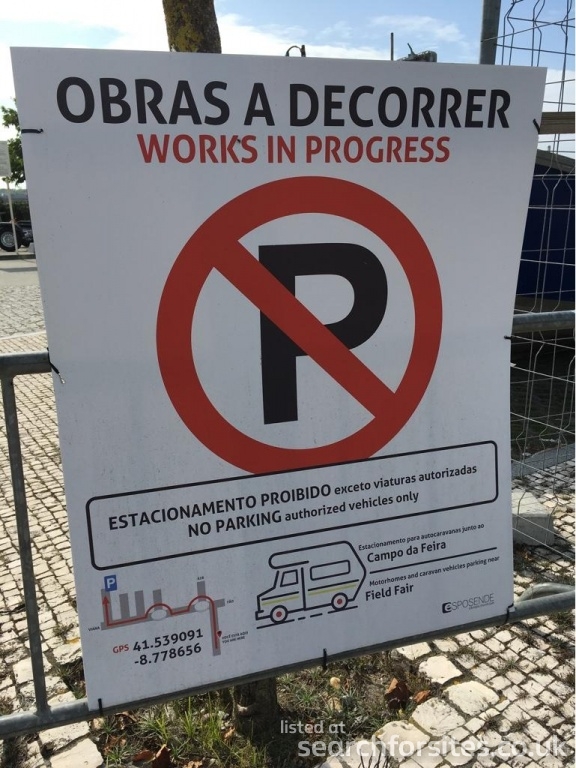 OBRAS A DECORRER
WORKS IN PROGRESS
P
ESTACIONAMENTO PROIBIDO exceto viaturas autorizadas
NO PARKING authorized vehicles only
Estacionamento para autocaravanas junto ao
Campo da Feira
Motorhomes and caravan vehicles parking near
Field Fair
P
GPS 41.539091
-8.778656
ESPOSENDE
listed at
searchforsites.co.uk